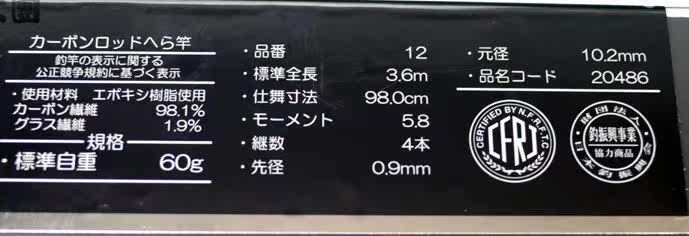 カーボンロッドへら竿
釣竿の表示に関する
公正競争規約に基づく表示
・使用材料 エポキシ樹脂使用
カーボン繊維 98.1%
グラス繊維 1.9%
規格
・標準自重 60g
・品番 12
・標準全長 3.6m
・仕舞寸法 98.0cm
・モーメント 5.8
・継数 4本
・先径 0.9mm
・元径 10.2mm
・品名コード 20486
CERTIFIED BY N.F.R.F.T.C
CFRJ
財団法人
釣振興事業
協力商品
日本釣振興会